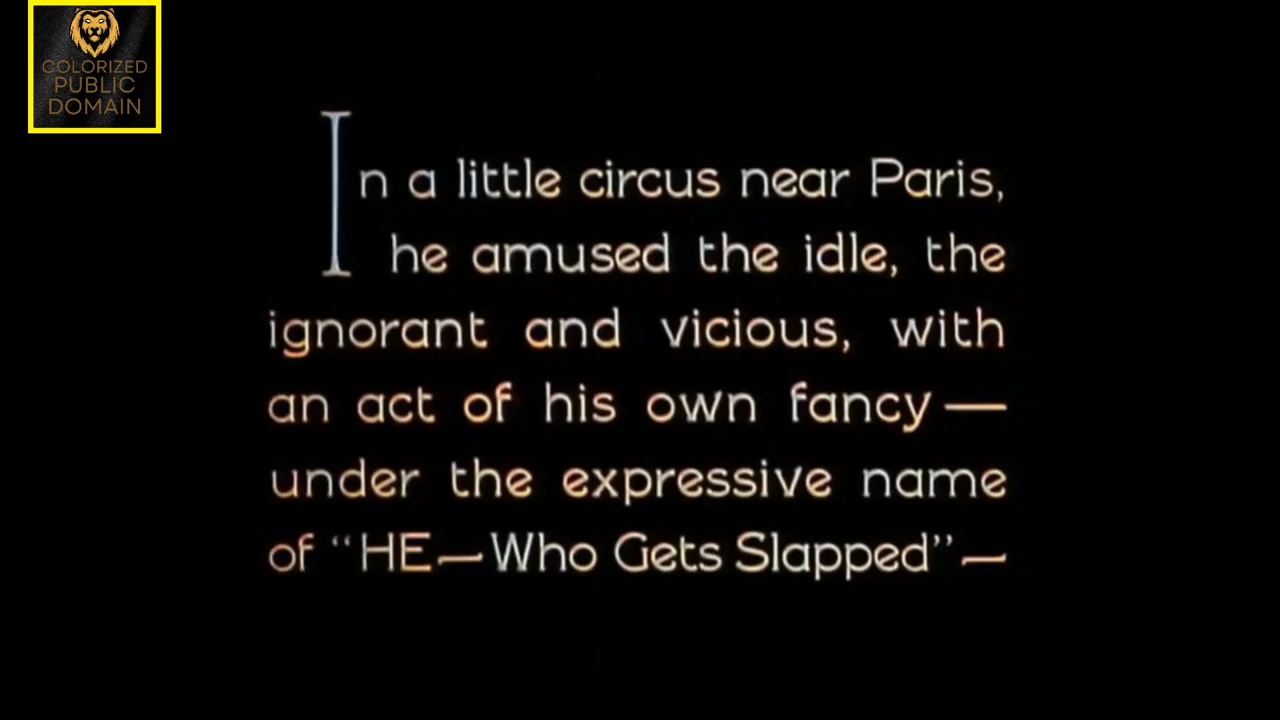 COLORIZED
PUBLIC
DOMAIN
In a little circus near Paris,
he amused the idle, the
ignorant and vicious, with
an act of his own fancy —
under the expressive name
of “HE—Who Gets Slapped”—